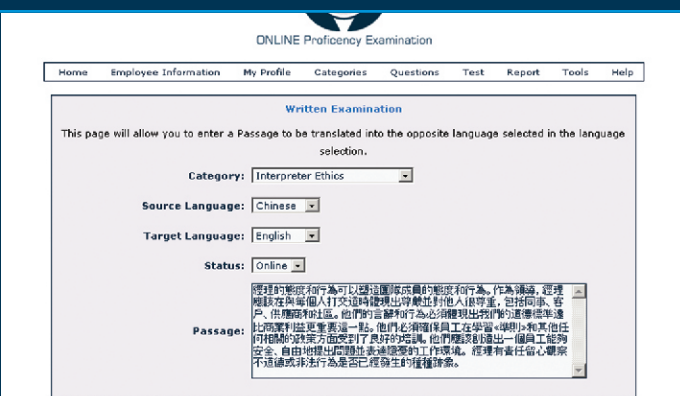 ONLINE Proficency Examination
Home Employee Information My Profile Categories Questions Test Report Tools Help
Written Examination
This page will allow you to enter a Passage to be translated into the opposite language selected in the language
selection.
Category: Interpreter Ethics
Source Language: Chinese
Target Language: English
Status: Online
Passage:
經理的態度和行為可以塑造團隊成員的態度和行為。作為領導，經理
應該在與每個人打交道時體現出尊嚴並對他人很尊重，包括同事、客
戶、供應商和社區。他們的言辭和行為必須體現出我們的道德標準遠
比商業利益更重要這一點。他們必須確保員工在學習«準則»和其他任
何相關的政策方面受到了良好的培訓。他們應該創造出一個員工能夠
安全、自由地提出問題並表達隱憂的工作環境。經理有責任留心觀察
不道德或非法行為是否已經發生的種種跡象。